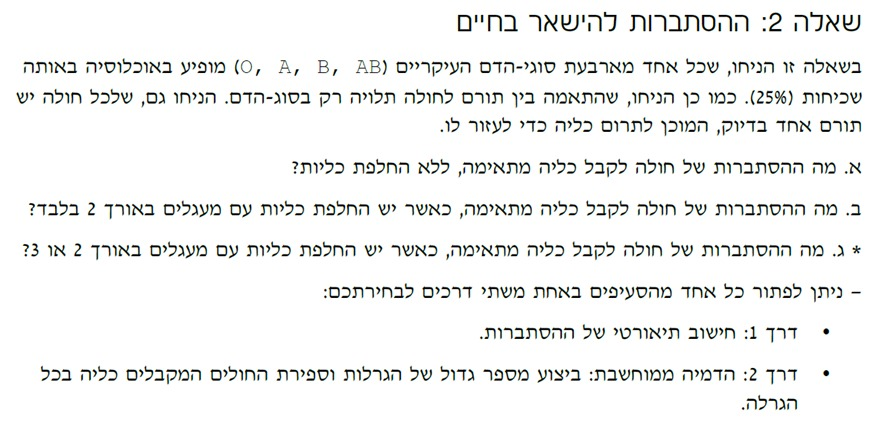 שאלה 2: ההסתברות להישאר בחיים
בשאלה זו הניחו, שכל אחד מארבעת סוגי-הדם העיקריים (O, A, B, AB) מופיע באוכלוסיה באותה
שכיחות (25%). כמו כן הניחו, שהתאמה בין תורם לחולה תלויה רק בסוג-הדם. הניחו גם, שלכל חולה יש
תורם אחד בדיוק, המוכן לתרום כליה כדי לעזור לו.
א. מה ההסתברות של חולה לקבל כליה מתאימה, ללא החלפת כליות?
ב. מה ההסתברות של חולה לקבל כליה מתאימה, כאשר יש החלפת כליות עם מעגלים באורך 2 בלבד?
* ג. מה ההסתברות של חולה לקבל כליה מתאימה, כאשר יש החלפת כליות עם מעגלים באורך 2 או 3?
– ניתן לפתור כל אחד מהסעיפים באחת משתי דרכים לבחירתכם:
• דרך 1: חישוב תיאורטי של ההסתברות.
• דרך 2: הדמיה ממוחשבת: ביצוע מספר גדול של הגרלות וספירת החולים המקבלים כליה בכל
הגרלה.